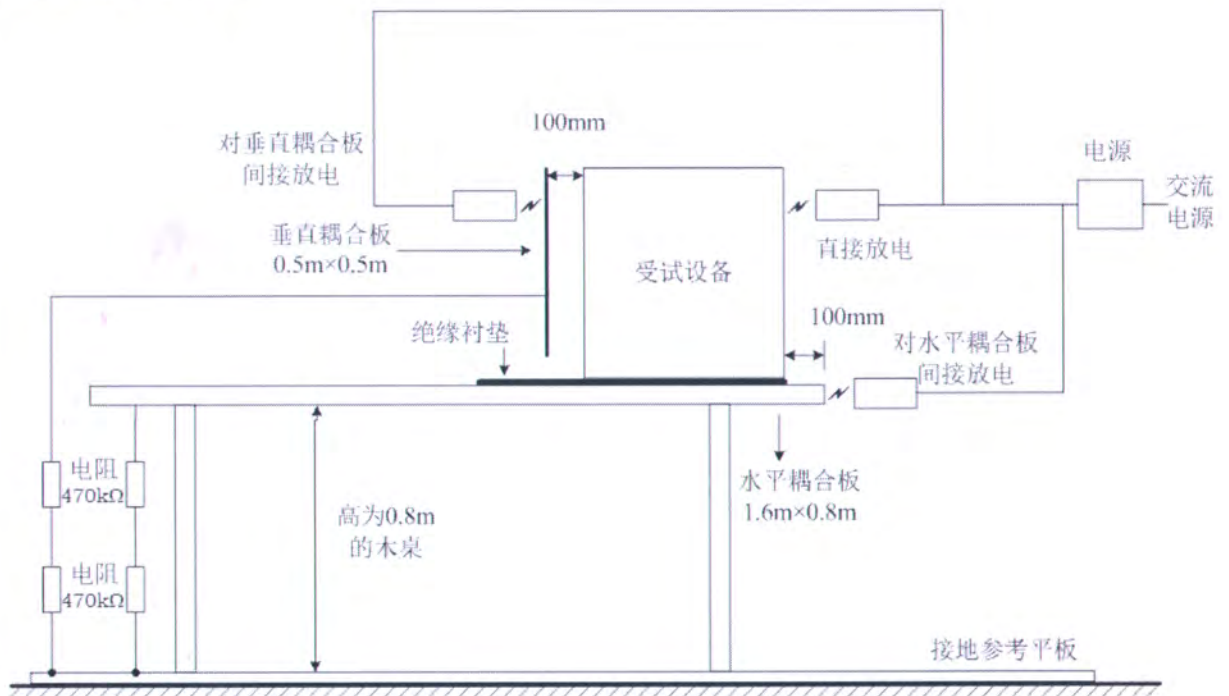 100mm
对垂直耦合板
间接放电
电源
交流
电源
垂直耦合板
0.5m×0.5m
直接放电
受试设备
100mm
绝缘衬垫
对水平耦合板
间接放电
电阻
470kΩ
水平耦合板
1.6m×0.8m
高为0.8m
的木桌
电阻
470kΩ
接地参考平板